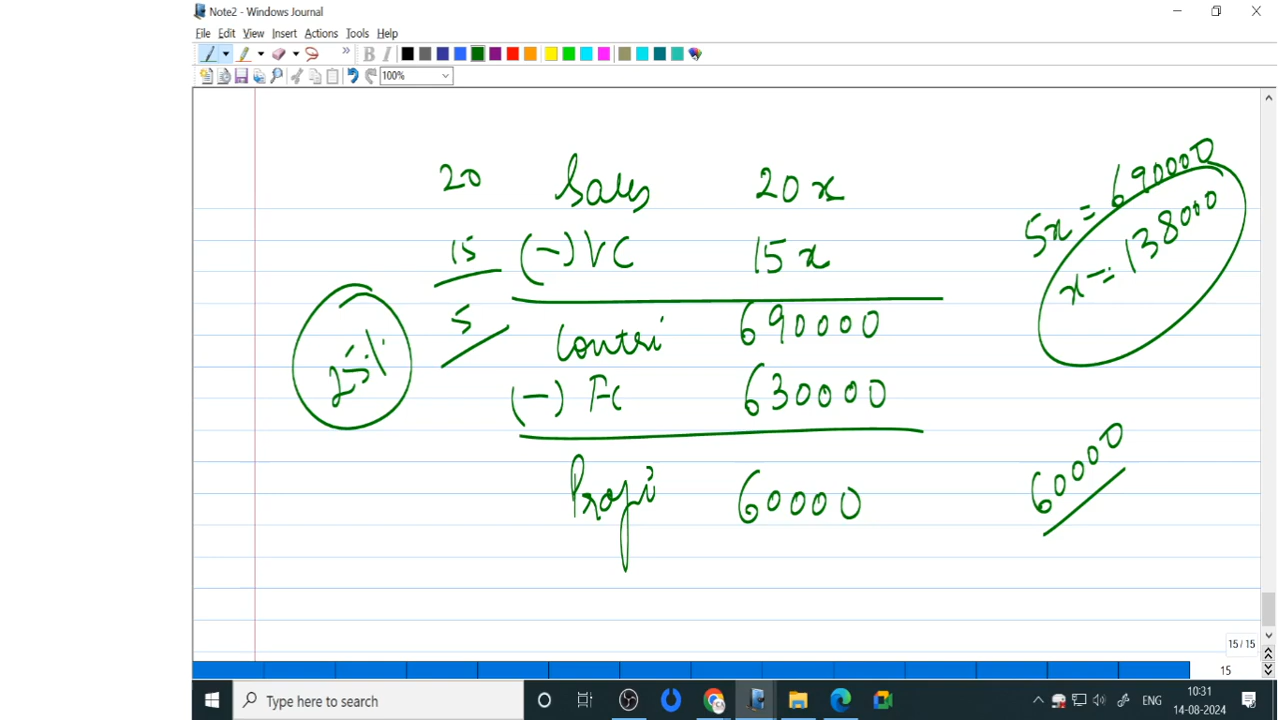 Note2 - Windows Journal
File Edit View Insert Actions Tools Help
» B I
100%
20 Sales 20x
15 (-) VC 15x
5 Contri 690000
(-) FC 630000
Profi 60000
25%
5x = 690000
x = 138000
60000
15 / 15
15
Type here to search
ENG
10:31
14-08-2024